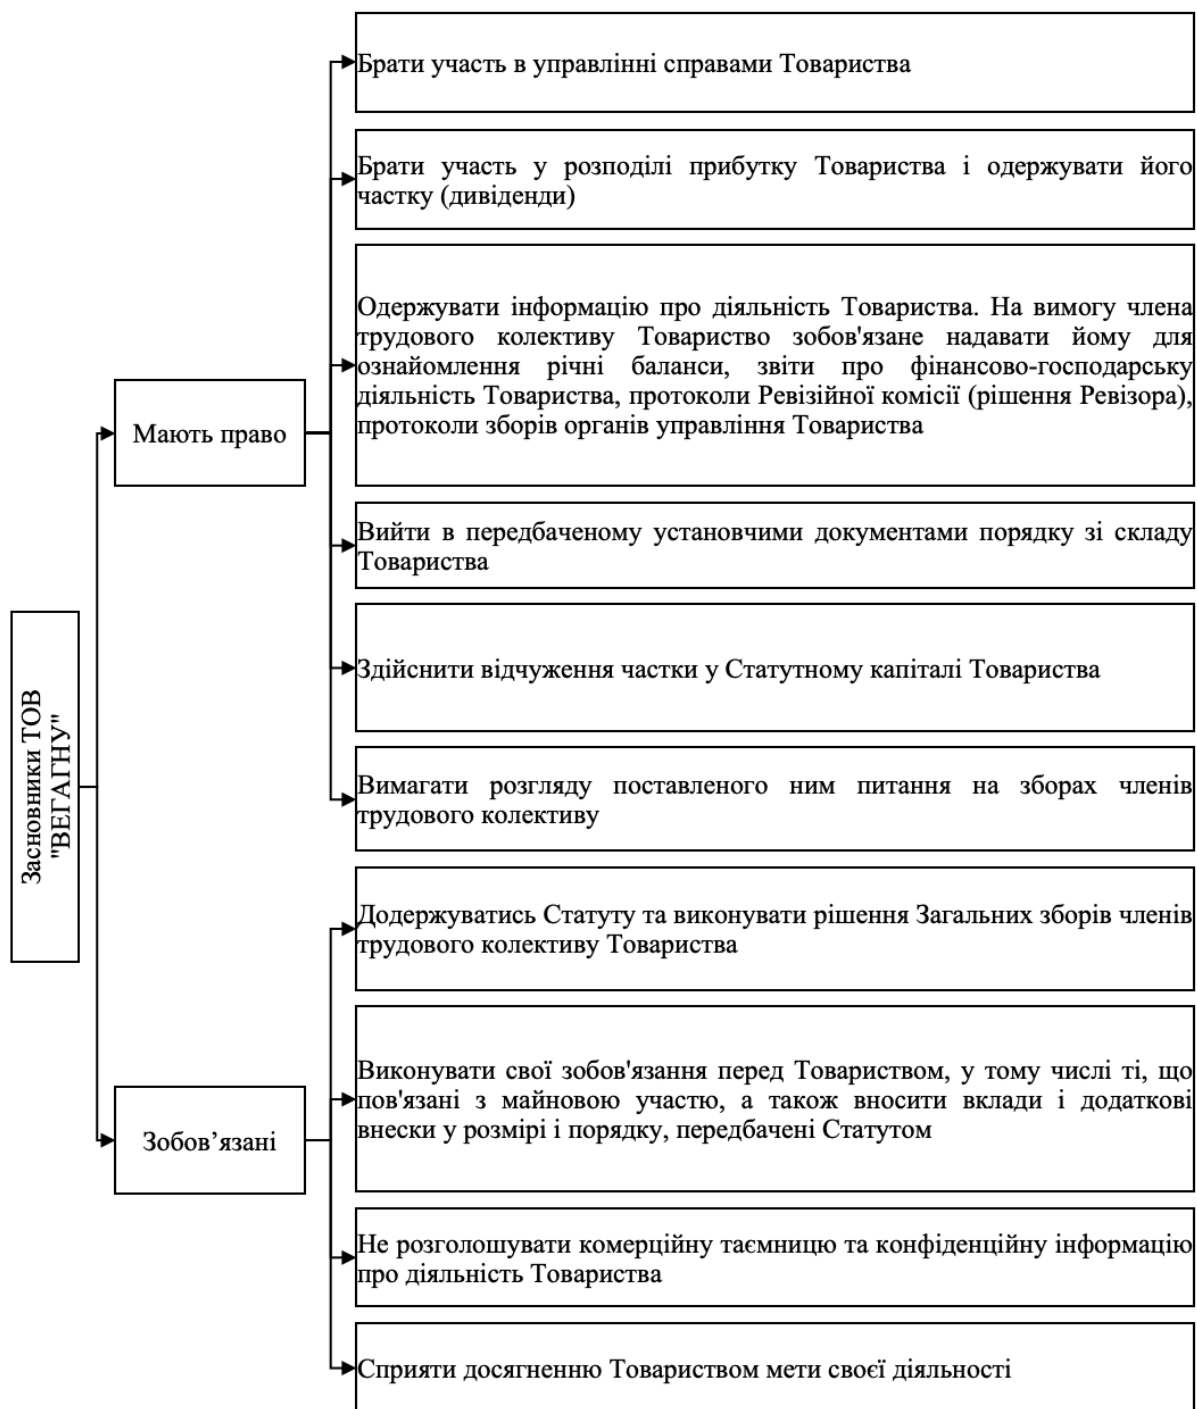 Засновники ТОВ
"ВЕГАГНУ"
Мають право
Брати участь в управлінні справами Товариства
Брати участь у розподілі прибутку Товариства і одержувати його
частку (дивіденди)
Одержувати інформацію про діяльність Товариства. На вимогу члена
трудового колективу Товариство зобов'язане надавати йому для
ознайомлення річні баланси, звіти про фінансово-господарську
діяльність Товариства, протоколи Ревізійної комісії (рішення Ревізора),
протоколи зборів органів управління Товариства
Вийти в передбаченому установчими документами порядку зі складу
Товариства
Здійснити відчуження частки у Статутному капіталі Товариства
Вимагати розгляду поставленого ним питання на зборах членів
трудового колективу
Зобов’язані
Додержуватись Статуту та виконувати рішення Загальних зборів членів
трудового колективу Товариства
Виконувати свої зобов'язання перед Товариством, у тому числі ті, що
пов'язані з майновою участю, а також вносити вклади і додаткові
внески у розмірі і порядку, передбачені Статутом
Не розголошувати комерційну таємницю та конфіденційну інформацію
про діяльність Товариства
Сприяти досягненню Товариством мети своєї діяльності